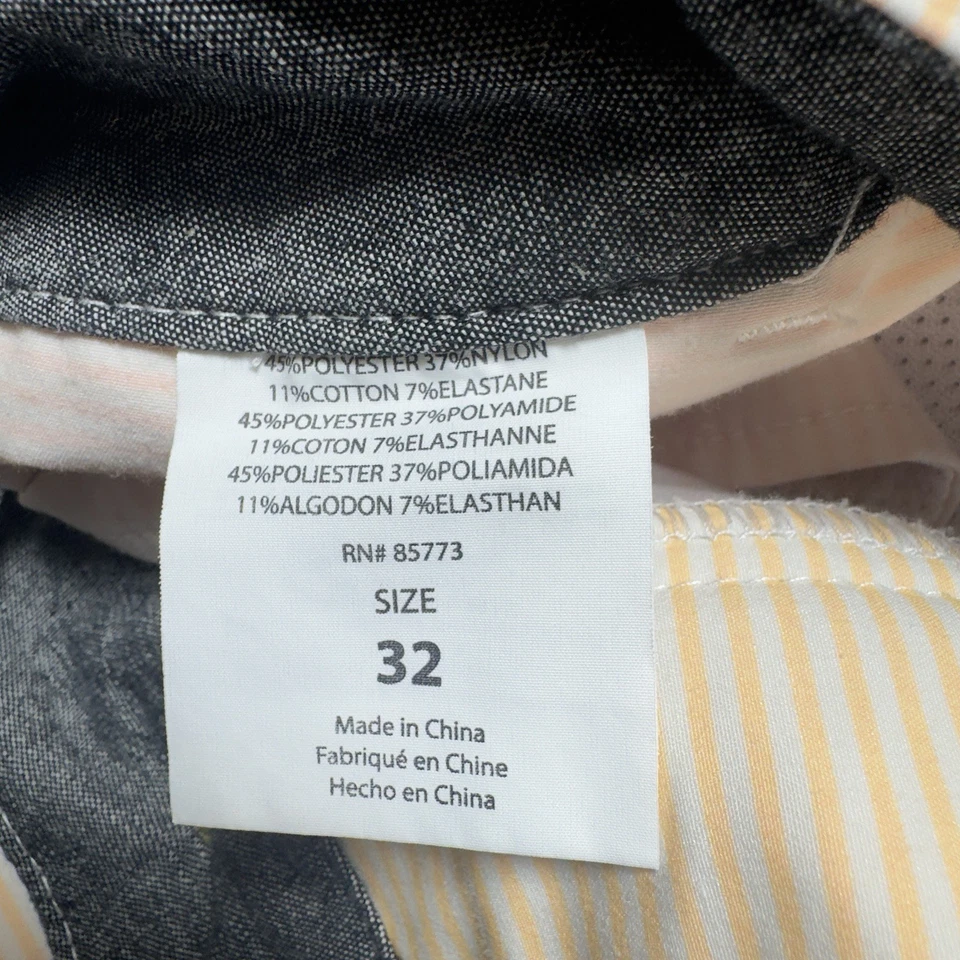 45%POLYESTER 37%NYLON
11%COTTON 7%ELASTANE
45%POLYESTER 37%POLYAMIDE
11%COTON 7%ELASTHANNE
45%POLIESTER 37%POLIAMIDA
11%ALGODON 7%ELASTHAN
RN# 85773
SIZE
32
Made in China
Fabriqué en Chine
Hecho en China